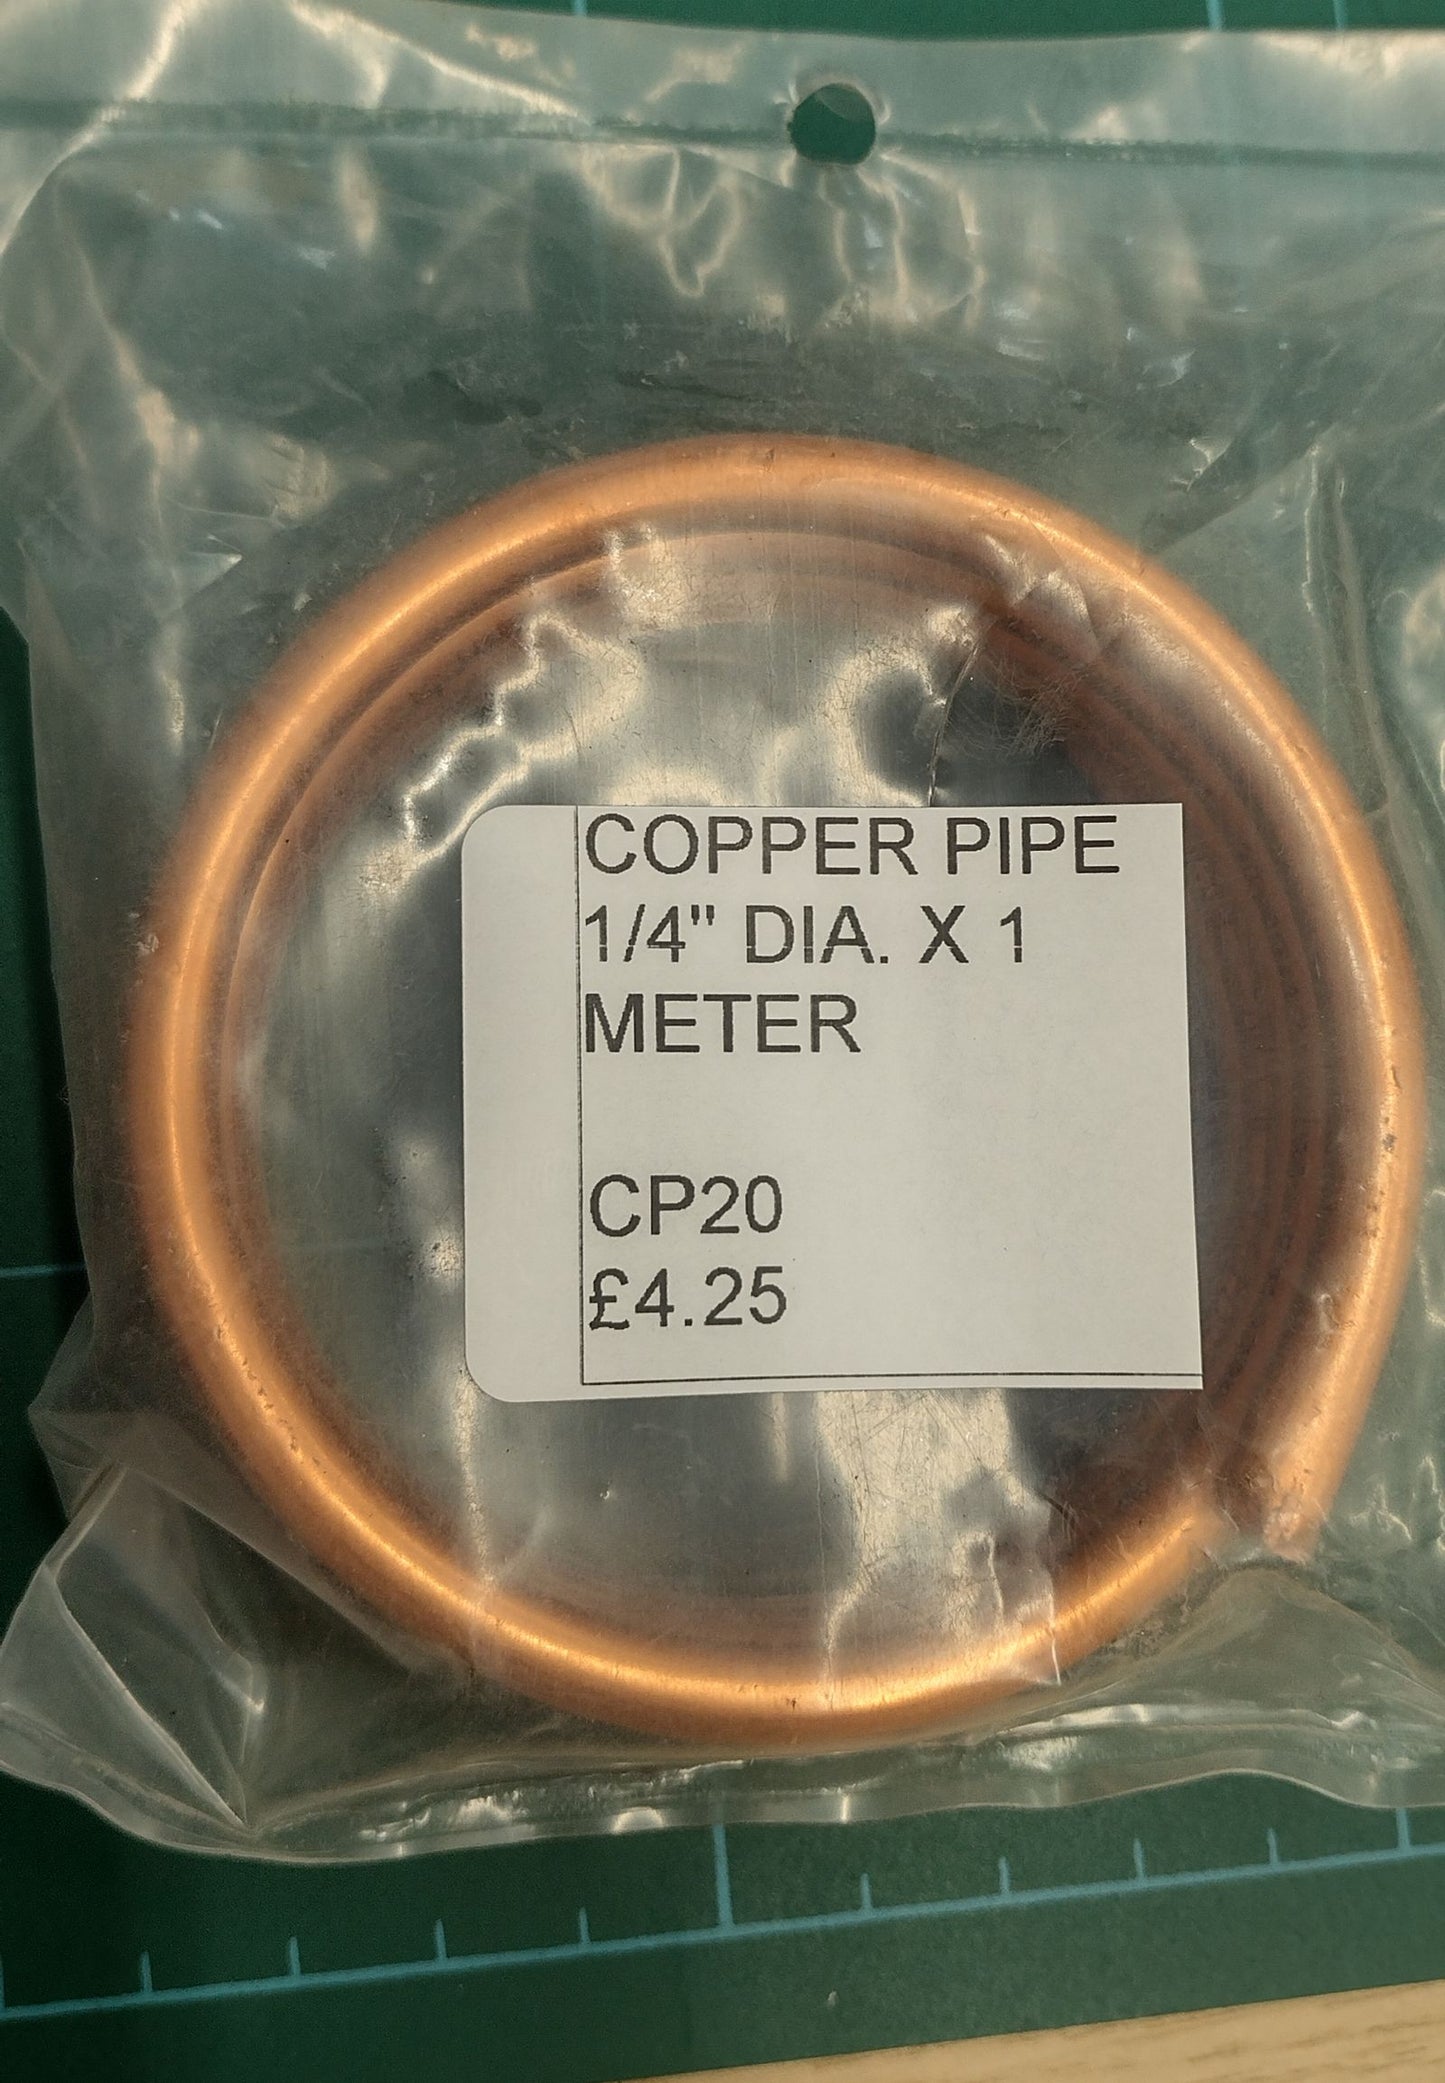 COPPER PIPE
1/4" DIA. X 1
METER
CP20
£4.25